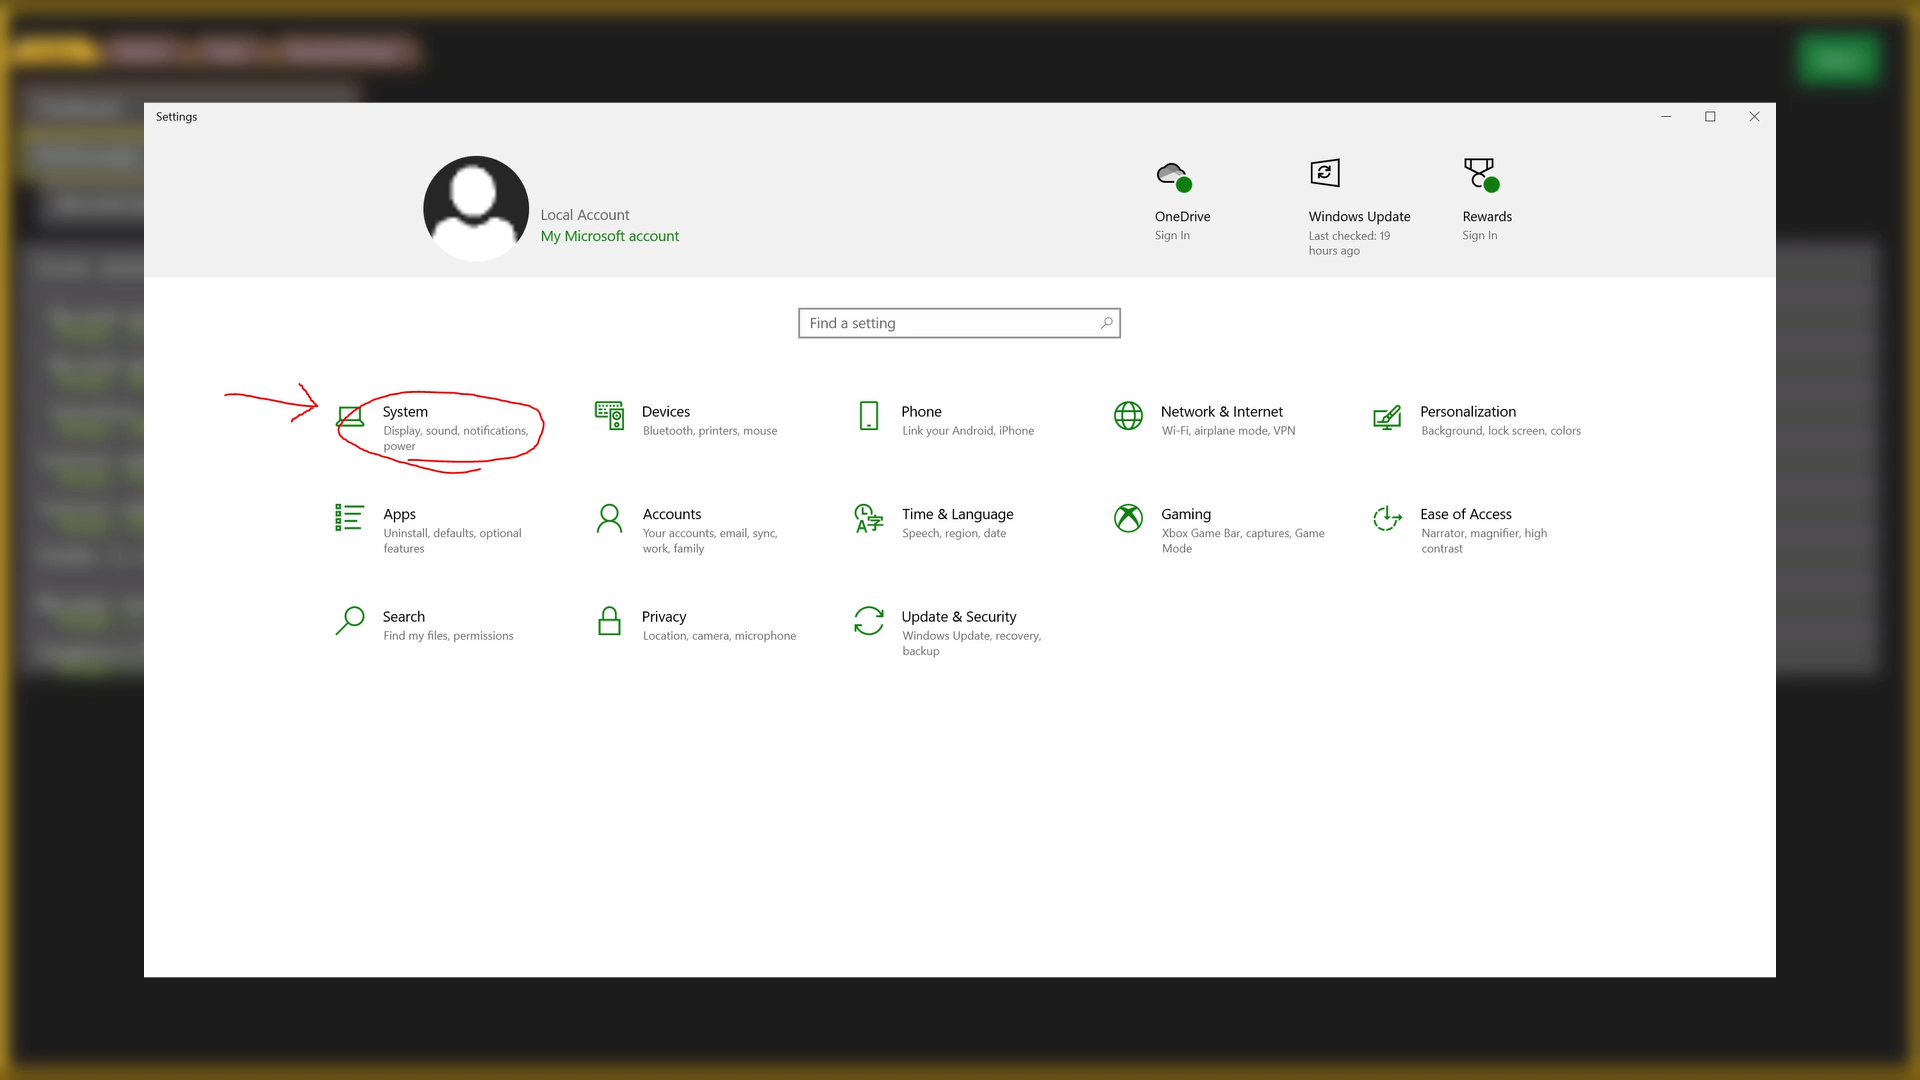 Settings
Local Account
My Microsoft account
OneDrive
Sign In
Windows Update
Last checked: 19
hours ago
Rewards
Sign In
Find a setting
System
Display, sound, notifications,
power
Devices
Bluetooth, printers, mouse
Phone
Link your Android, iPhone
Network & Internet
Wi-Fi, airplane mode, VPN
Personalization
Background, lock screen, colors
Apps
Uninstall, defaults, optional
features
Accounts
Your accounts, email, sync,
work, family
Time & Language
Speech, region, date
Gaming
Xbox Game Bar, captures, Game
Mode
Ease of Access
Narrator, magnifier, high
contrast
Search
Find my files, permissions
Privacy
Location, camera, microphone
Update & Security
Windows Update, recovery,
backup